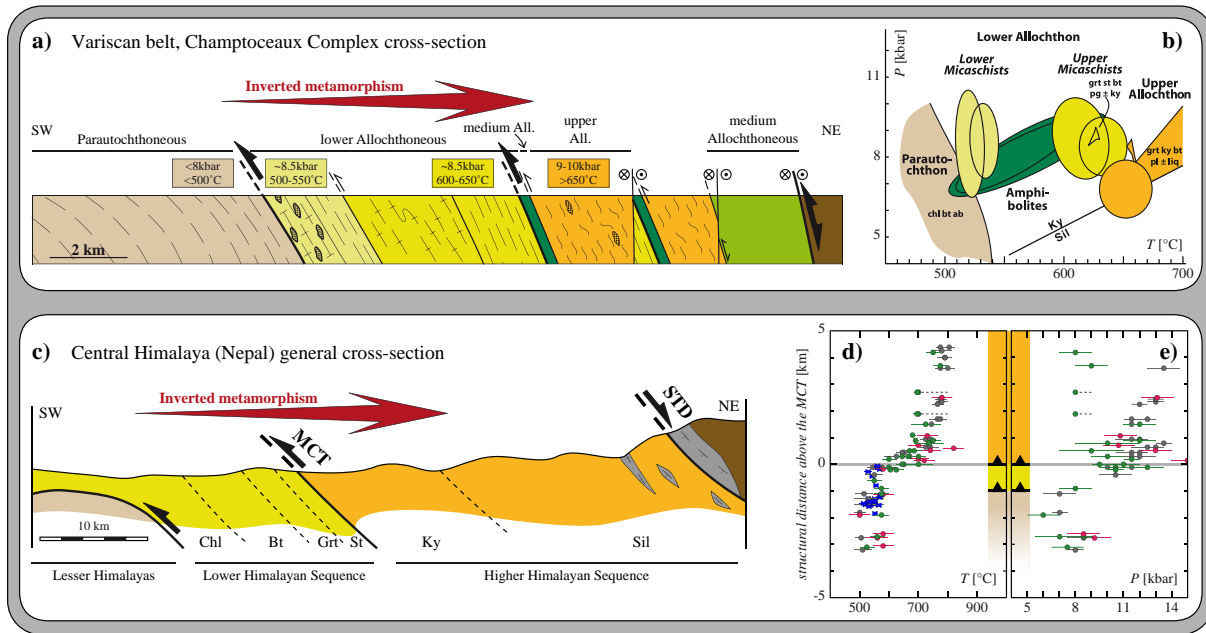 a) Variscan belt, Champtoceaux Complex cross-section
Inverted metamorphism
SW
Parautochthoneous
lower Allochthoneous
medium All.
upper
All.
medium
Allochthoneous
NE
<8kbar
<500°C
~8.5kbar
500-550°C
~8.5kbar
600-650°C
9-10kbar
>650°C
2 km
b)
P [kbar]
11
8
5
Lower Allochthon
Lower
Micaschists
Upper
Micaschists
grt st bt
pg ± ky
Upper
Allochthon
Parauto-
chthon
chl bt ab
Amphi-
bolites
grt ky bt
pl ± liq
Ky
Sil
T [°C]
500
600
700
c) Central Himalaya (Nepal) general cross-section
Inverted metamorphism
SW
MCT
STD
NE
10 km
Chl
Bt
Grt
St
Ky
Sil
Lesser Himalayas
Lower Himalayan Sequence
Higher Himalayan Sequence
d)
e)
structural distance above the MCT [km]
5
0
-5
T [°C]
P [kbar]
500
700
900
5
8
11
14